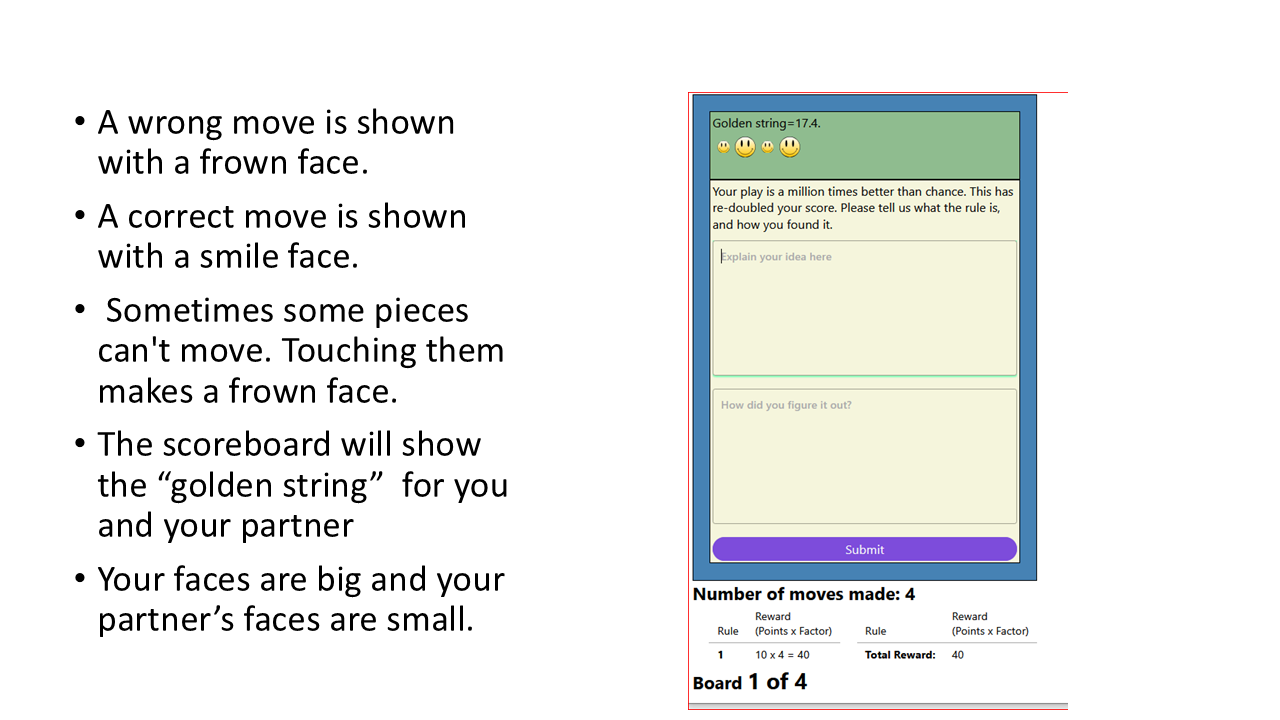 • A wrong move is shown
with a frown face.
• A correct move is shown
with a smile face.
• Sometimes some pieces
can't move. Touching them
makes a frown face.
• The scoreboard will show
the “golden string” for you
and your partner
• Your faces are big and your
partner’s faces are small.
Golden string=17.4.
Your play is a million times better than chance. This has
re-doubled your score. Please tell us what the rule is,
and how you found it.
Explain your idea here
How did you figure it out?
Submit
Number of moves made: 4
Reward Reward
Rule (Points x Factor) Rule (Points x Factor)
1 10 x 4 = 40 Total Reward: 40
Board 1 of 4